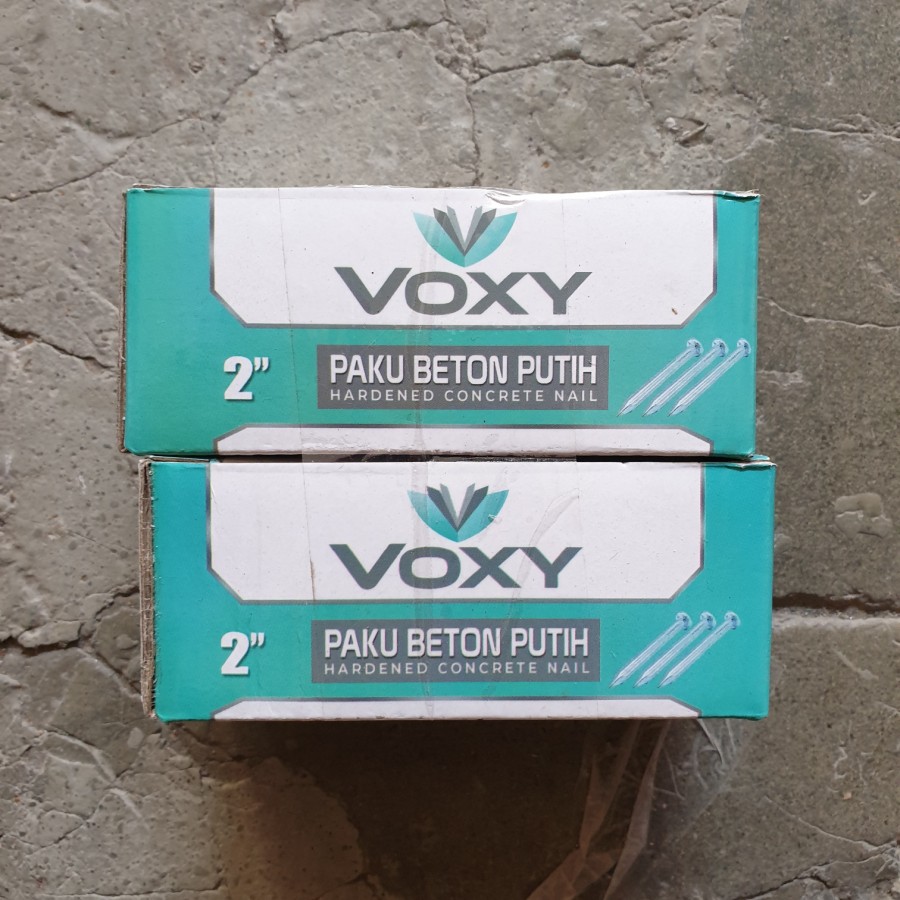 VOXY
2” PAKU BETON PUTIH
HARDENED CONCRETE NAIL
VOXY
2” PAKU BETON PUTIH
HARDENED CONCRETE NAIL